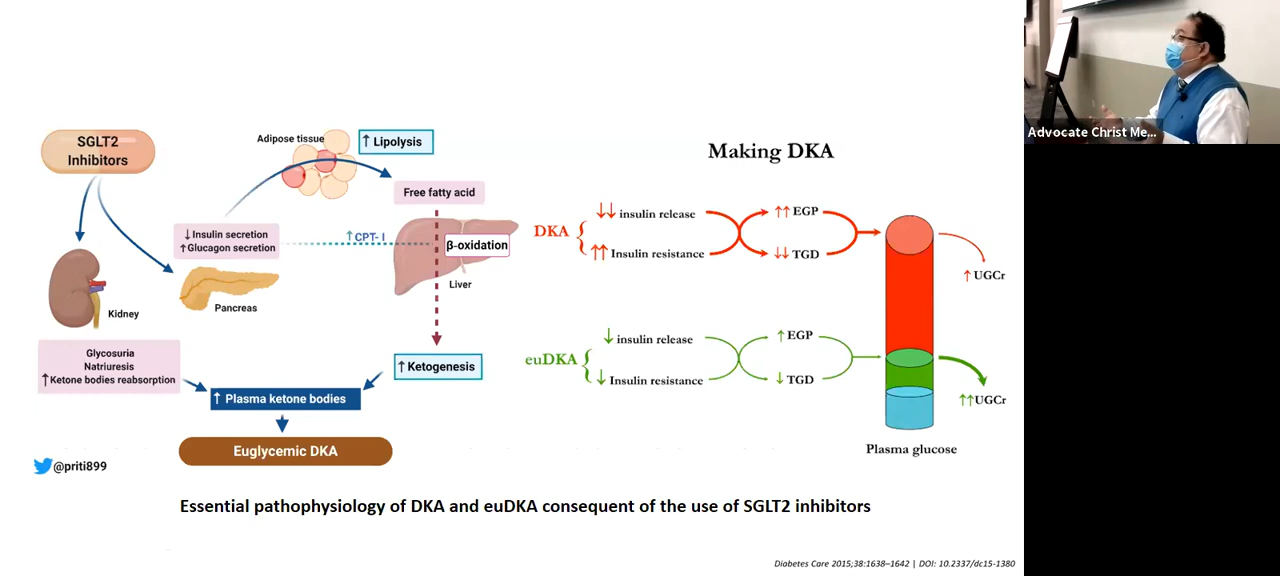 SGLT2
Inhibitors
Adipose tissue
↑ Lipolysis
Free fatty acid
↓ Insulin secretion
↑ Glucagon secretion
↑ CPT- I
β-oxidation
Liver
Kidney
Pancreas
Glycosuria
Natriuresis
↑ Ketone bodies reabsorption
↑ Ketogenesis
↑ Plasma ketone bodies
Euglycemic DKA
@priti899
Making DKA
DKA
↓↓ insulin release
↑↑ Insulin resistance
↑↑ EGP
↓↓ TGD
↑ UGCr
euDKA
↓ insulin release
↓ Insulin resistance
↑ EGP
↓ TGD
↑↑ UGCr
Plasma glucose
Essential pathophysiology of DKA and euDKA consequent of the use of SGLT2 inhibitors
Diabetes Care 2015;38:1638–1642 | DOI: 10.2337/dc15-1380
Advocate Christ Me...